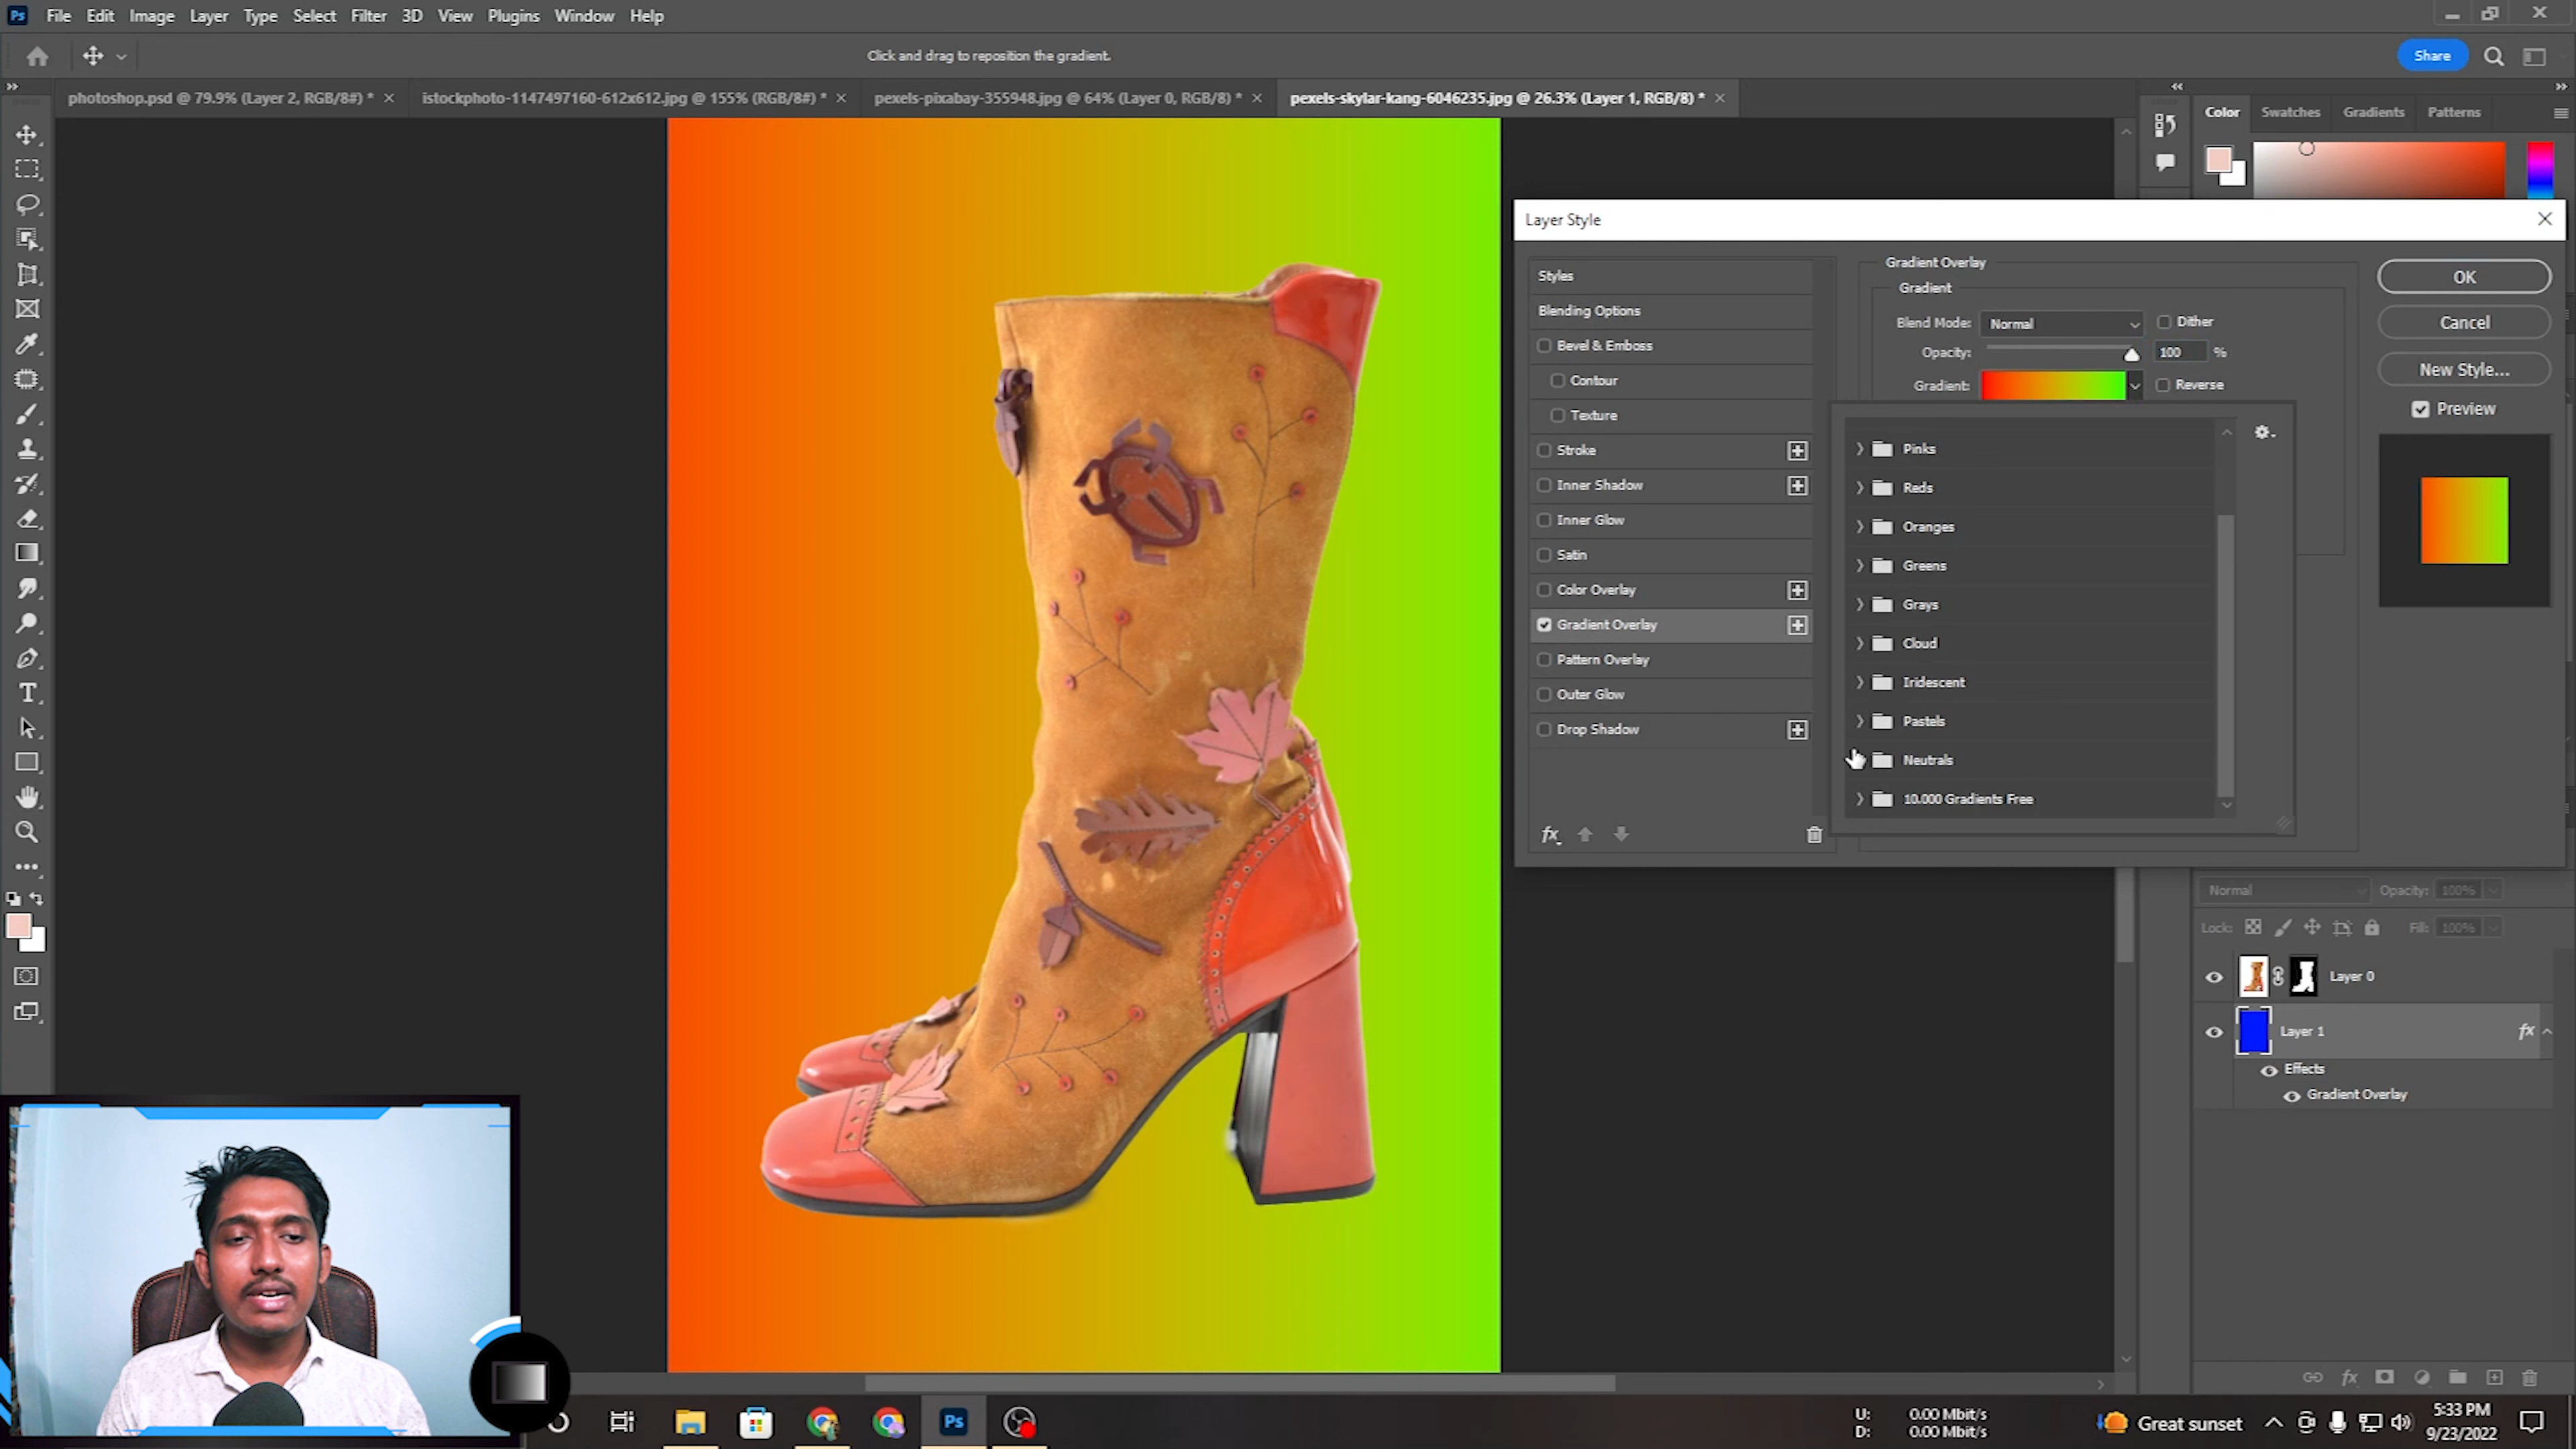 Ps File Edit Image Layer Type Select Filter 3D View Plugins Window Help
Click and drag to reposition the gradient.
Share
photoshop.psd @ 79.9% (Layer 2, RGB/8#) *
istockphoto-1147497160-612x612.jpg @ 155% (RGB/8#) *
pexels-pixabay-355948.jpg @ 64% (Layer 0, RGB/8) *
pexels-skylar-kang-6046235.jpg @ 26.3% (Layer 1, RGB/8) *
Color Swatches Gradients Patterns
Layer Style
Styles
Blending Options
Bevel & Emboss
Contour
Texture
Stroke
Inner Shadow
Inner Glow
Satin
Color Overlay
Gradient Overlay
Pattern Overlay
Outer Glow
Drop Shadow
fx
Gradient Overlay
Gradient
Blend Mode: Normal Dither
Opacity: 100 %
Gradient: Reverse
Pinks
Reds
Oranges
Greens
Grays
Cloud
Iridescent
Pastels
Neutrals
10.000 Gradients Free
OK
Cancel
New Style...
Preview
Normal Opacity: 100%
Lock: Fill: 100%
Layer 0
Layer 1 fx
Effects
Gradient Overlay
fx
T
Ps
U: 0.00 Mbit/s
D: 0.00 Mbit/s
Great sunset
5:33 PM
9/23/2022